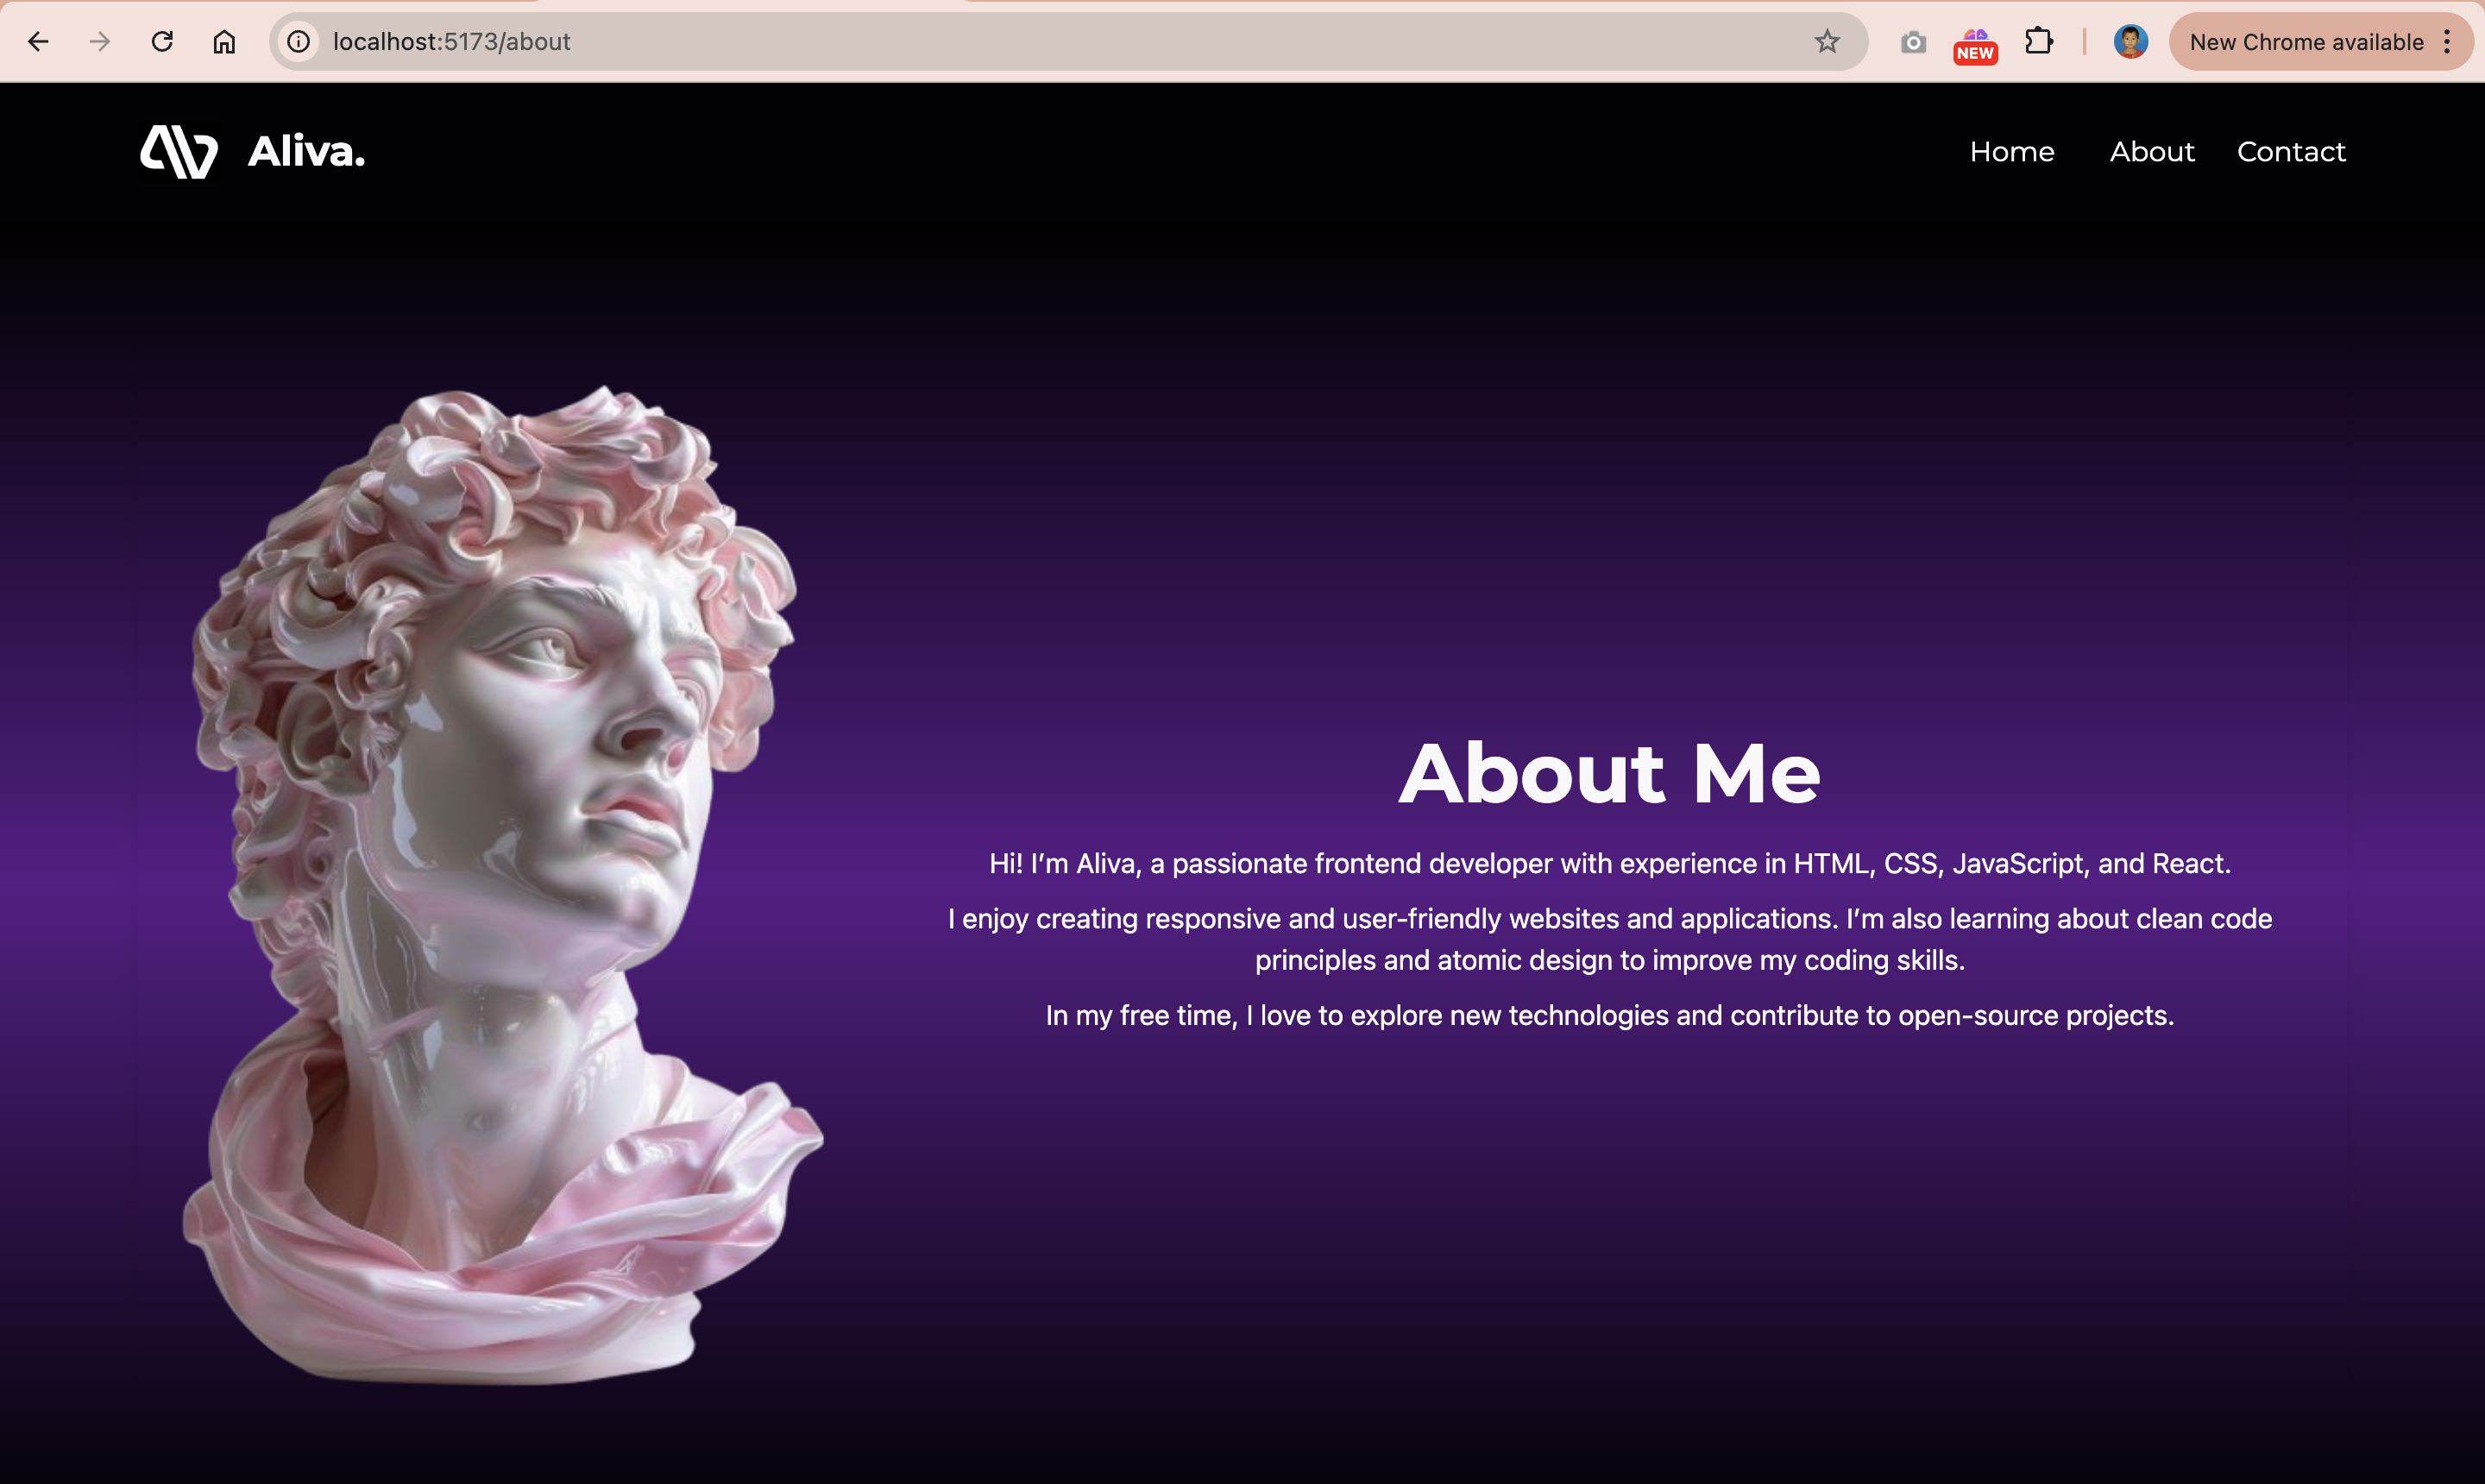 localhost:5173/about
NEW
New Chrome available
Aliva.
Home About Contact
About Me
Hi! I’m Aliva, a passionate frontend developer with experience in HTML, CSS, JavaScript, and React.
I enjoy creating responsive and user-friendly websites and applications. I’m also learning about clean code
principles and atomic design to improve my coding skills.
In my free time, I love to explore new technologies and contribute to open-source projects.